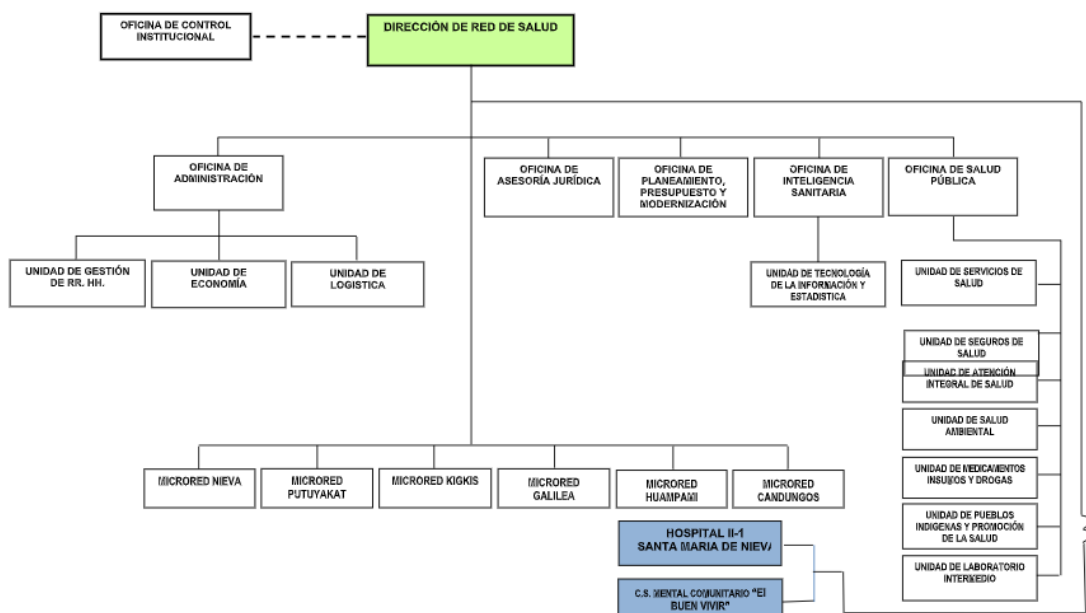 OFICINA DE CONTROL
INSTITUCIONAL
DIRECCIÓN DE RED DE SALUD
OFICINA DE
ADMINISTRACIÓN
OFICINA DE
ASESORÍA JURÍDICA
OFICINA DE
PLANEAMIENTO,
PRESUPUESTO Y
MODERNIZACIÓN
OFICINA DE
INTELIGENCIA
SANITARIA
OFICINA DE SALUD
PÚBLICA
UNIDAD DE GESTIÓN
DE RR. HH.
UNIDAD DE
ECONOMÍA
UNIDAD DE
LOGISTICA
UNIDAD DE TECNOLOGÍA
DE LA INFORMACIÓN Y
ESTADISTICA
UNIDAD DE SERVICIOS DE
SALUD
UNIDAD DE SEGUROS DE
SALUD
UNIDAD DE ATENCIÓN
INTEGRAL DE SALUD
UNIDAD DE SALUD
AMBIENTAL
UNIDAD DE MEDICAMENTOS
INSUMOS Y DROGAS
UNIDAD DE PUEBLOS
INDIGENAS Y PROMOCIÓN
DE LA SALUD
UNIDAD DE LABORATORIO
INTERMEDIO
MICRORED NIEVA
MICRORED
PUTUYAKAT
MICRORED KIGKIS
MICRORED
GALILEA
MICRORED
HUAMPAMI
MICRORED
CANDUNGOS
HOSPITAL II-1
SANTA MARIA DE NIEVA
C.S. MENTAL COMUNITARIO "El
BUEN VIVIR"